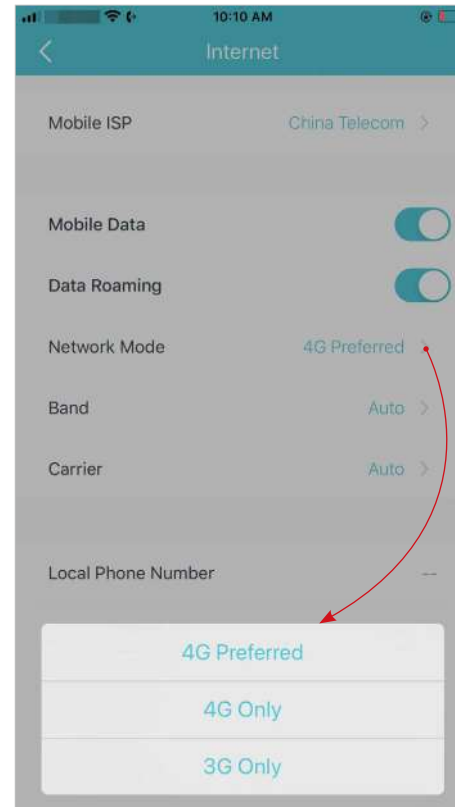 10:10 AM
Internet
Mobile ISP China Telecom
Mobile Data
Data Roaming
Network Mode 4G Preferred
Band Auto
Carrier Auto
Local Phone Number --
4G Preferred
4G Only
3G Only